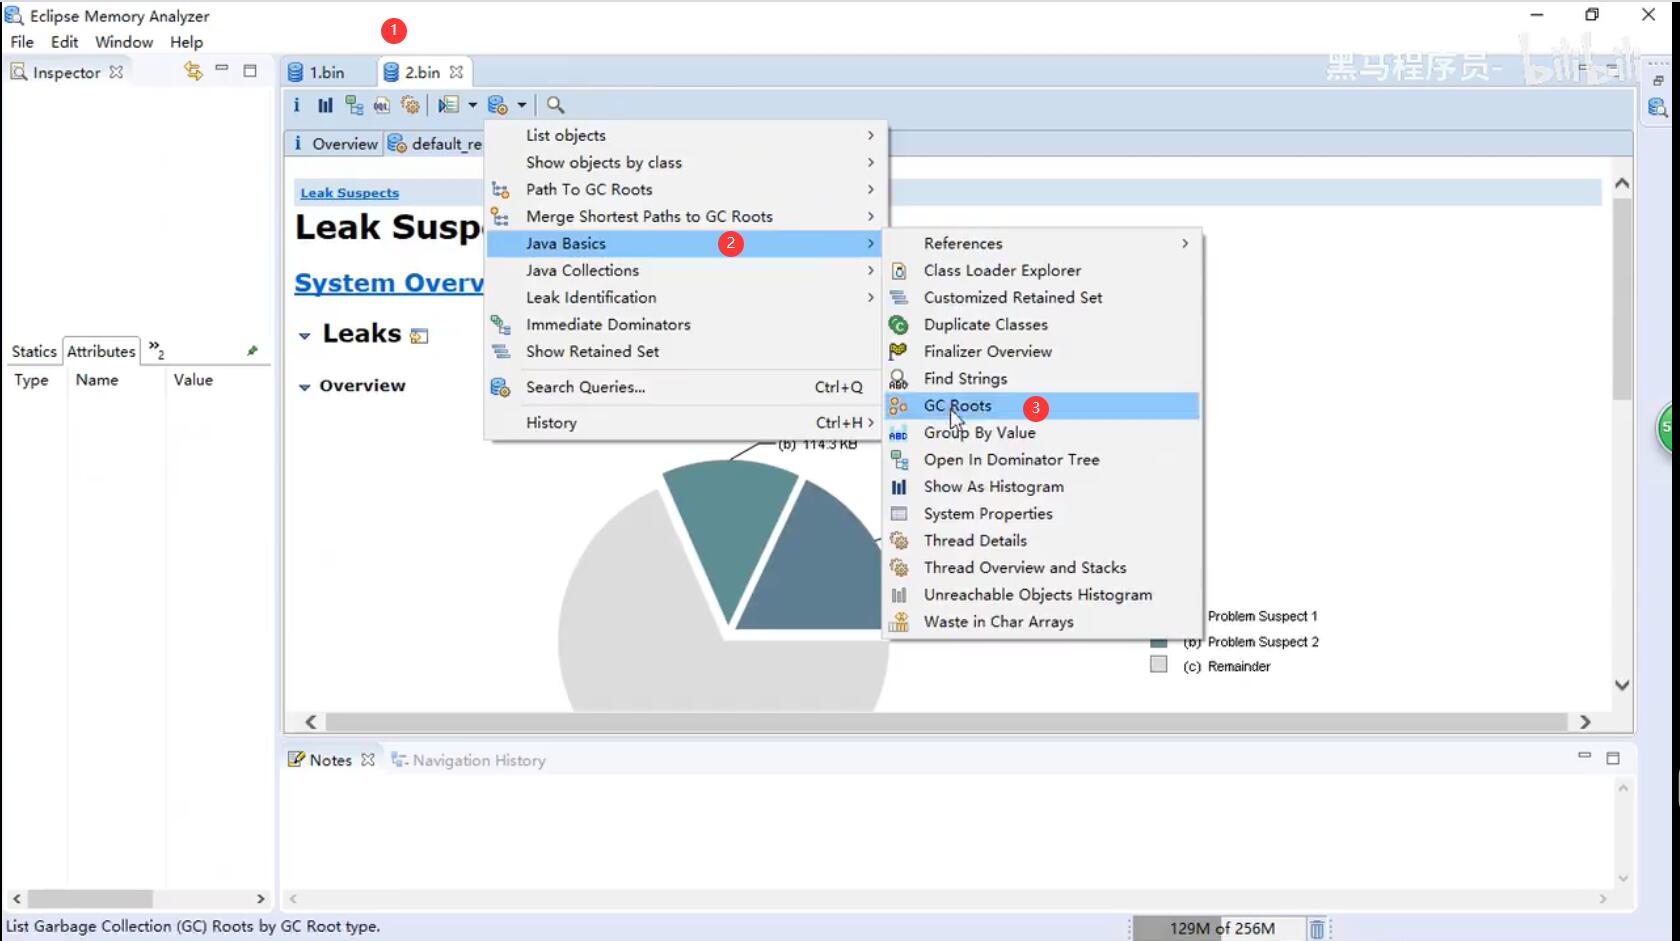 Eclipse Memory Analyzer
1
File Edit Window Help
Inspector
1.bin 2.bin
黑马程序员- bilibili
i
i Overview default_re
List objects
Show objects by class
Path To GC Roots
Merge Shortest Paths to GC Roots
Java Basics 2
Java Collections
Leak Identification
Immediate Dominators
Show Retained Set
Search Queries... Ctrl+Q
History Ctrl+H
References
Class Loader Explorer
Customized Retained Set
Duplicate Classes
Finalizer Overview
Find Strings
GC Roots 3
Group By Value
Open In Dominator Tree
Show As Histogram
System Properties
Thread Details
Thread Overview and Stacks
Unreachable Objects Histogram
Waste in Char Arrays
Leak Suspects
Leak Susp
System Overv
Leaks
Overview
Statics Attributes »2
Type Name Value
(b) 114.3 KB
Problem Suspect 1
(b) Problem Suspect 2
(c) Remainder
5
Notes Navigation History
List Garbage Collection (GC) Roots by GC Root type.
129M of 256M